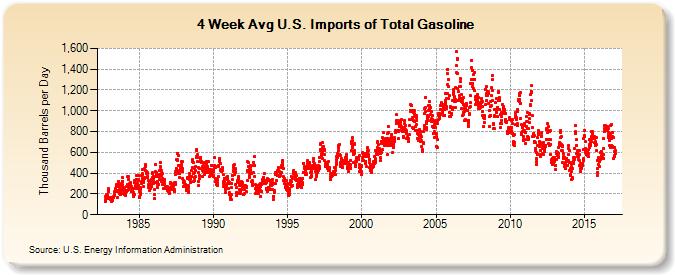 4 Week Avg U.S. Imports of Total Gasoline
Thousand Barrels per Day
1,600
1,400
1,200
1,000
800
600
400
200
0
1985 1990 1995 2000 2005 2010 2015
Source: U.S. Energy Information Administration